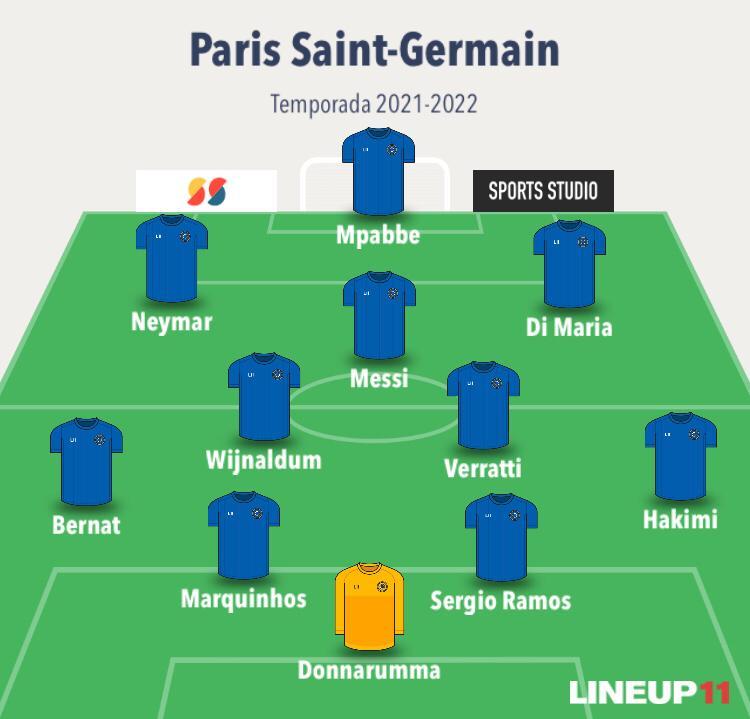 Paris Saint-Germain
Temporada 2021-2022
SPORTS STUDIO
Mpabbe
Neymar
Di Maria
Messi
Wijnaldum
Verratti
Bernat
Hakimi
Marquinhos
Sergio Ramos
Donnarumma
LINEUP11